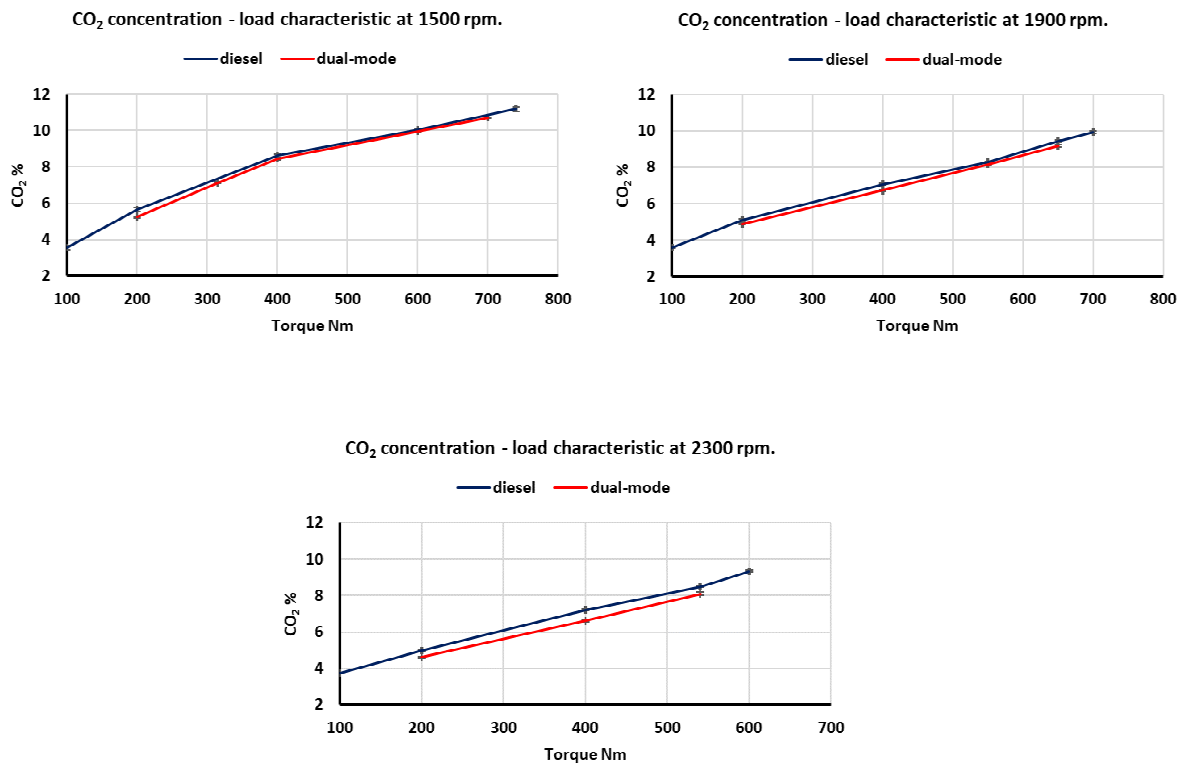 CO₂ concentration - load characteristic at 1500 rpm.
diesel dual-mode
12
10
8
6
4
2
CO₂ %
100 200 300 400 500 600 700 800
Torque Nm
CO₂ concentration - load characteristic at 1900 rpm.
diesel dual-mode
12
10
8
6
4
2
CO₂ %
100 200 300 400 500 600 700 800
Torque Nm
CO₂ concentration - load characteristic at 2300 rpm.
diesel dual-mode
12
10
8
6
4
2
CO₂ %
100 200 300 400 500 600 700
Torque Nm